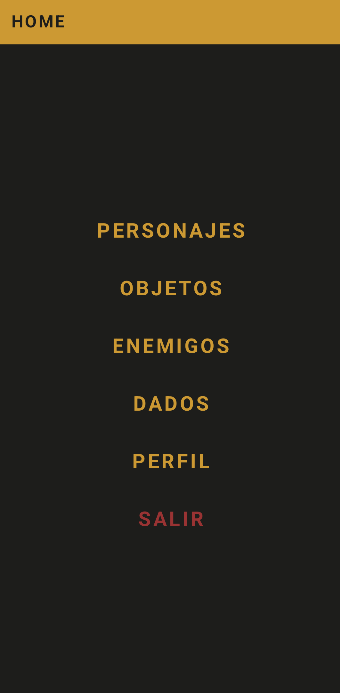 HOME
PERSONAJES
OBJETOS
ENEMIGOS
DADOS
PERFIL
SALIR